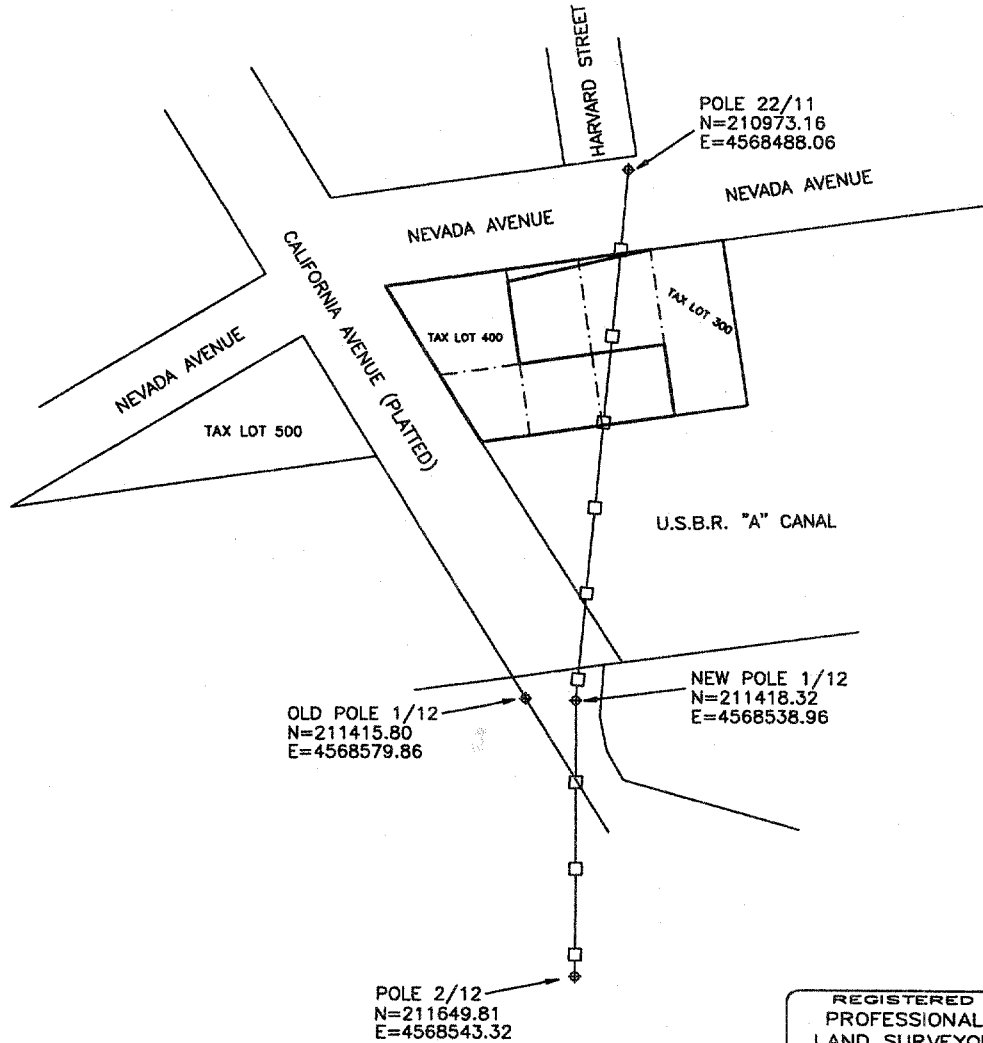 HARVARD STREET
POLE 22/11
N=210973.16
E=4568488.06
NEVADA AVENUE
NEVADA AVENUE
CALIFORNIA AVENUE (PLATTED)
TAX LOT 300
TAX LOT 400
NEVADA AVENUE
TAX LOT 500
U.S.B.R. "A" CANAL
OLD POLE 1/12
N=211415.80
E=4568579.86
NEW POLE 1/12
N=211418.32
E=4568538.96
POLE 2/12
N=211649.81
E=4568543.32
REGISTERED
PROFESSIONAL
LAND SURVEYOR